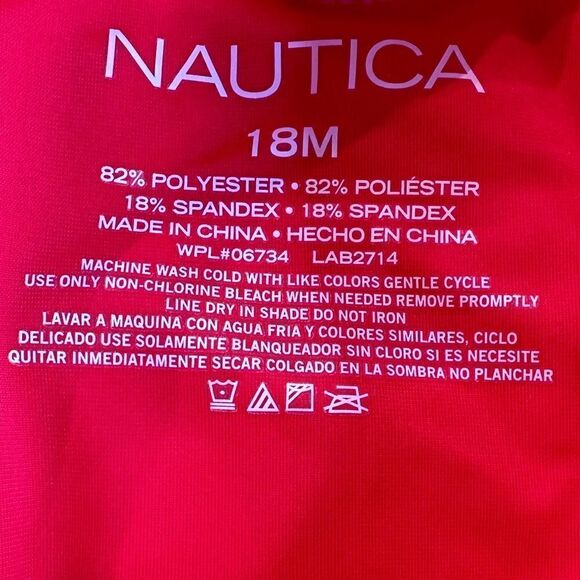 NAUTICA
18M
82% POLYESTER • 82% POLIÉSTER
18% SPANDEX • 18% SPANDEX
MADE IN CHINA • HECHO EN CHINA
WPL#06734 LAB2714
MACHINE WASH COLD WITH LIKE COLORS GENTLE CYCLE
USE ONLY NON-CHLORINE BLEACH WHEN NEEDED REMOVE PROMPTLY
LINE DRY IN SHADE DO NOT IRON
LAVAR A MAQUINA CON AGUA FRIA Y COLORES SIMILARES, CICLO
DELICADO USE SOLAMENTE BLANQUEADOR SIN CLORO SI ES NECESITE
QUITAR INMEDIATAMENTE SECAR COLGADO EN LA SOMBRA NO PLANCHAR